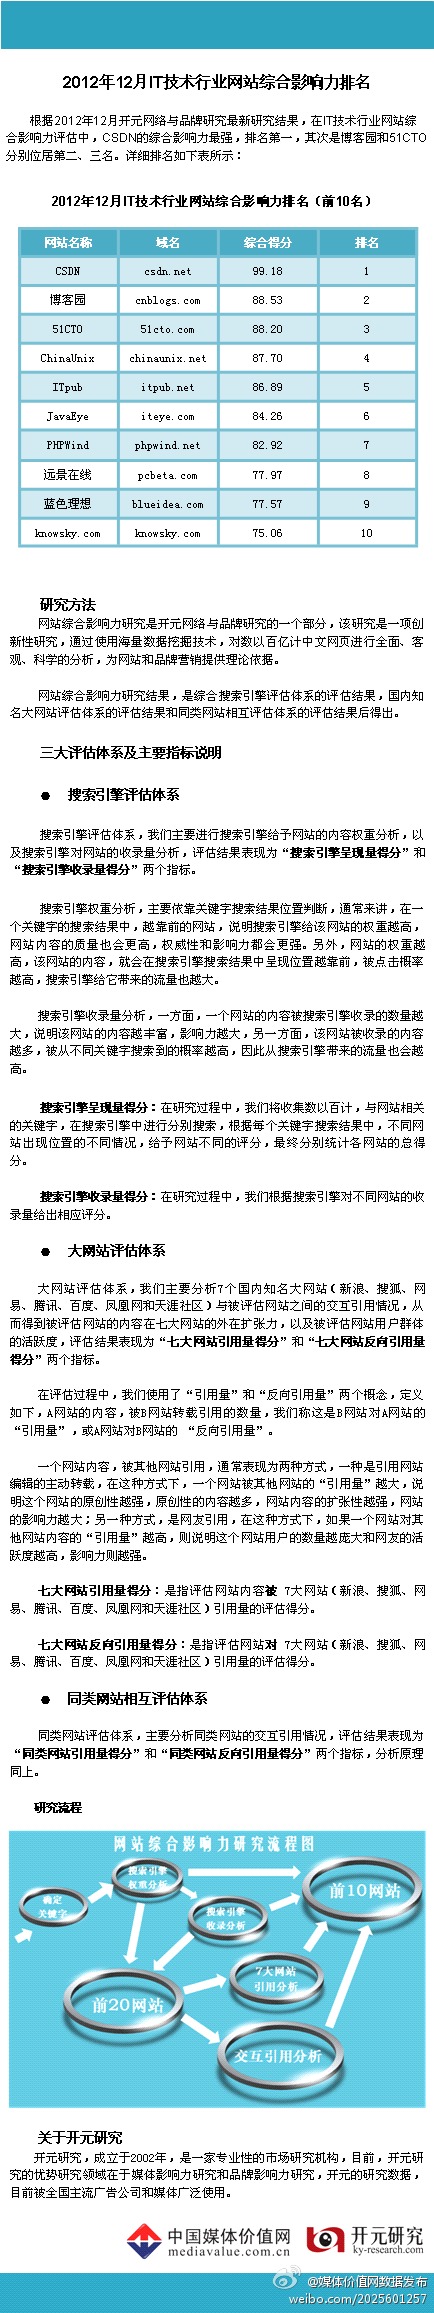 2012年12月IT技术行业网站综合影响力排名
根据2012年12月开元网络与品牌研究最新研究结果，在IT技术行业网站综
合影响力评估中，CSDN的综合影响力最强，排名第一，其次是博客园和51CTO
分别位居第二、三名。详细排名如下表所示：
2012年12月IT技术行业网站综合影响力排名（前10名）
网站名称 域名 综合得分 排名
CSDN csdn.net 99.18 1
博客园 cnblogs.com 88.53 2
51CTO 51cto.com 88.20 3
ChinaUnix chinaunix.net 87.70 4
ITpub itpub.net 86.89 5
JavaEye iteye.com 84.26 6
PHPWind phpwind.net 82.92 7
远景在线 pcbeta.com 77.97 8
蓝色理想 blueidea.com 77.57 9
knowsky.com knowsky.com 75.06 10
研究方法
网站综合影响力研究是开元网络与品牌研究的一个部分，该研究是一项创
新性研究，通过使用海量数据挖掘技术，对数以百亿计中文网页进行全面、客
观、科学的分析，为网站和品牌营销提供理论依据。
网站综合影响力研究结果，是综合搜索引擎评估体系的评估结果，国内知
名大网站评估体系的评估结果和同类网站相互评估体系的评估结果后得出。
三大评估体系及主要指标说明
● 搜索引擎评估体系
搜索引擎评估体系，我们主要进行搜索引擎给予网站的内容权重分析，以
及搜索引擎对网站的收录量分析，评估结果表现为“搜索引擎呈现量得分”和
“搜索引擎收录量得分”两个指标。
搜索引擎权重分析，主要依靠关键字搜索结果位置判断，通常来讲，在一
个关键字的搜索结果中，越靠前的网站，说明搜索引擎给该网站的权重越高，
网站内容的质量也会更高，权威性和影响力都会更强。另外，网站的权重越
高，该网站的内容，就会在搜索引擎搜索结果中呈现位置越靠前，被点击概率
越高，搜索引擎给它带来的流量也越大。
搜索引擎收录量分析，一方面，一个网站的内容被搜索引擎收录的数量越
大，说明该网站的内容越丰富，影响力越大，另一方面，该网站被收录的内容
越多，被从不同关键字搜索到的概率越高，因此从搜索引擎带来的流量也会越
高。
搜索引擎呈现量得分：在研究过程中，我们将收集数以百计，与网站相关
的关键字，在搜索引擎中进行分别搜索，根据每个关键字搜索结果中，不同网
站出现位置的不同情况，给予网站不同的评分，最终分别统计各网站的总得
分。
搜索引擎收录量得分：在研究过程中，我们根据搜索引擎对不同网站的收
录量给出相应评分。
● 大网站评估体系
大网站评估体系，我们主要分析7个国内知名大网站（新浪、搜狐、网
易、腾讯、百度、凤凰网和天涯社区）与被评估网站之间的交互引用情况，从
而得到被评估网站的内容在七大网站的外在扩张力，以及被评估网站用户群体
的活跃度，评估结果表现为“七大网站引用量得分”和“七大网站反向引用量
得分”两个指标。
在评估过程中，我们使用了“引用量”和“反向引用量”两个概念，定义
如下，A网站的内容，被B网站转载引用的数量，我们称这是B网站对A网站的
“引用量”，或A网站对B网站的 “反向引用量”。
一个网站内容，被其他网站引用，通常表现为两种方式，一种是引用网站
编辑的主动转载，在这种方式下，一个网站被其他网站的“引用量”越大，说
明这个网站的原创性越强，原创性的内容越多，网站内容的扩张性越强，网站
的影响力越大；另一种方式，是网友引用，在这种方式下，如果一个网站对其
他网站内容的“引用量”越高，则说明这个网站用户的数量越庞大和网友的活
跃度越高，影响力则越强。
七大网站引用量得分：是指评估网站内容被 7大网站（新浪、搜狐、网
易、腾讯、百度、凤凰网和天涯社区）引用量的评估得分。
七大网站反向引用量得分：是指评估网站对 7大网站（新浪、搜狐、网
易、腾讯、百度、凤凰网和天涯社区）引用量的评估得分。
● 同类网站相互评估体系
同类网站评估体系，主要分析同类网站的交互引用情况，评估结果表现为
“同类网站引用量得分”和“同类网站反向引用量得分”两个指标，分析原理
同上。
研究流程
网站综合影响力研究流程图
搜索引擎
权重分析
确定
关键字
前10网站
搜索引擎
收录分析
7大网站
引用分析
前20网站
交互引用分析
关于开元研究
开元研究，成立于2002年，是一家专业性的市场研究机构，目前，开元研
究的优势研究领域在于媒体影响力研究和品牌影响力研究，开元的研究数据，
目前被全国主流广告公司和媒体广泛使用。
中国媒体价值网
mediavalue.com.cn
开元研究
ky-research.com
@媒体价值网数据发布
weibo.com/2025601257